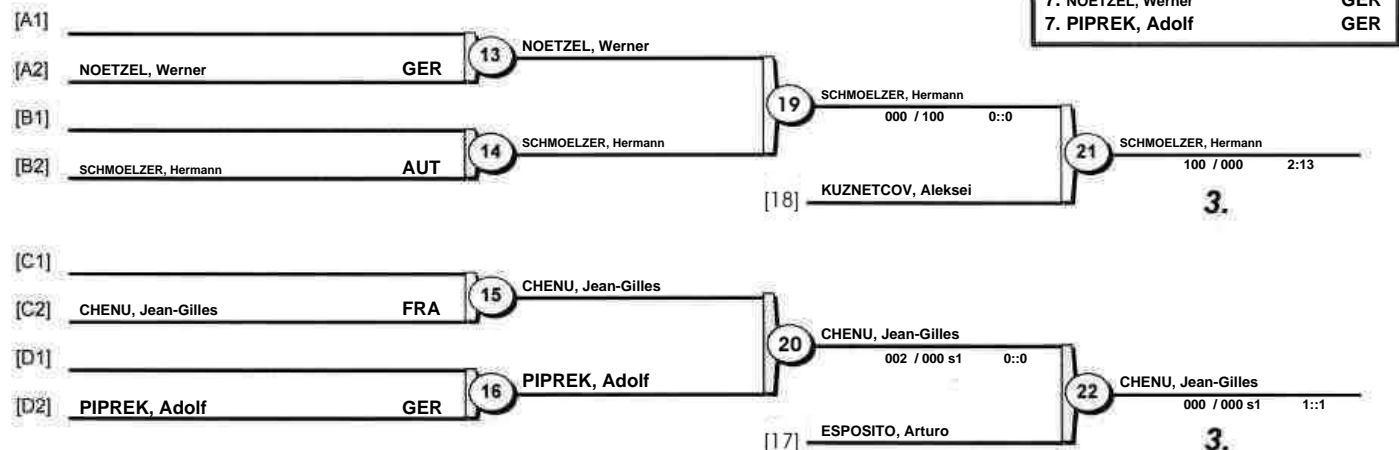 7. NOETZEL, Werner GER
7. PIPREK, Adolf GER
[A1]
[A2] NOETZEL, Werner GER
13
NOETZEL, Werner
[B1]
[B2] SCHMOELZER, Hermann AUT
14
SCHMOELZER, Hermann
19
SCHMOELZER, Hermann
000 / 100 0::0
[18] KUZNETCOV, Aleksei
21
SCHMOELZER, Hermann
100 / 000 2:13
3.
[C1]
[C2] CHENU, Jean-Gilles FRA
15
CHENU, Jean-Gilles
[D1]
[D2] PIPREK, Adolf GER
16
PIPREK, Adolf
20
CHENU, Jean-Gilles
002 / 000 s1 0::0
[17] ESPOSITO, Arturo
22
CHENU, Jean-Gilles
000 / 000 s1 1::1
3.